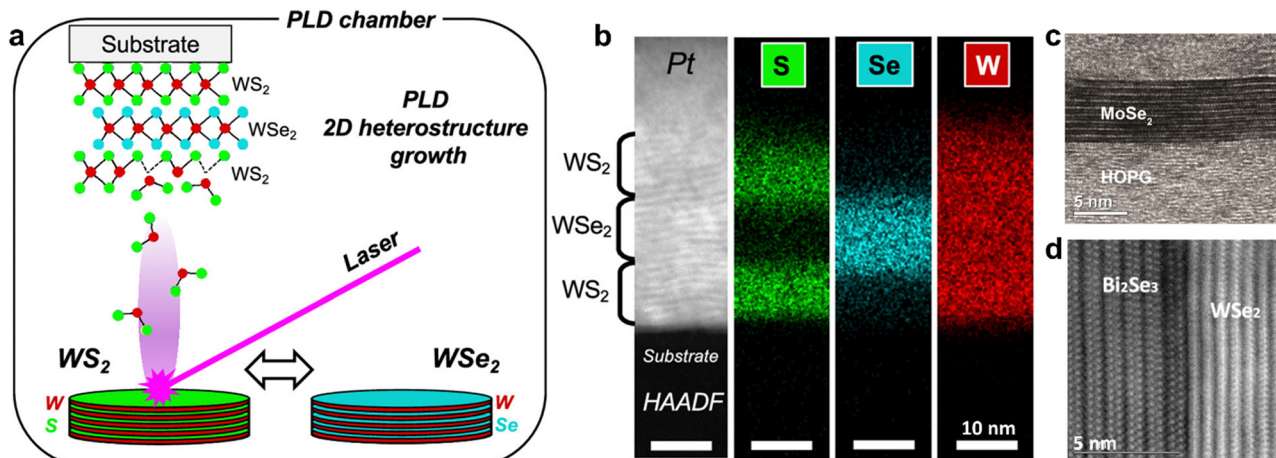 a
PLD chamber
Substrate
WS₂
WSe₂
WS₂
PLD
2D heterostructure
growth
Laser
WS₂
WSe₂
W
S
W
Se
b
Pt
S
Se
W
WS₂
WSe₂
WS₂
Substrate
HAADF
10 nm
c
MoSe₂
HOPG
5 nm
d
Bi₂Se₃
WSe₂
5 nm